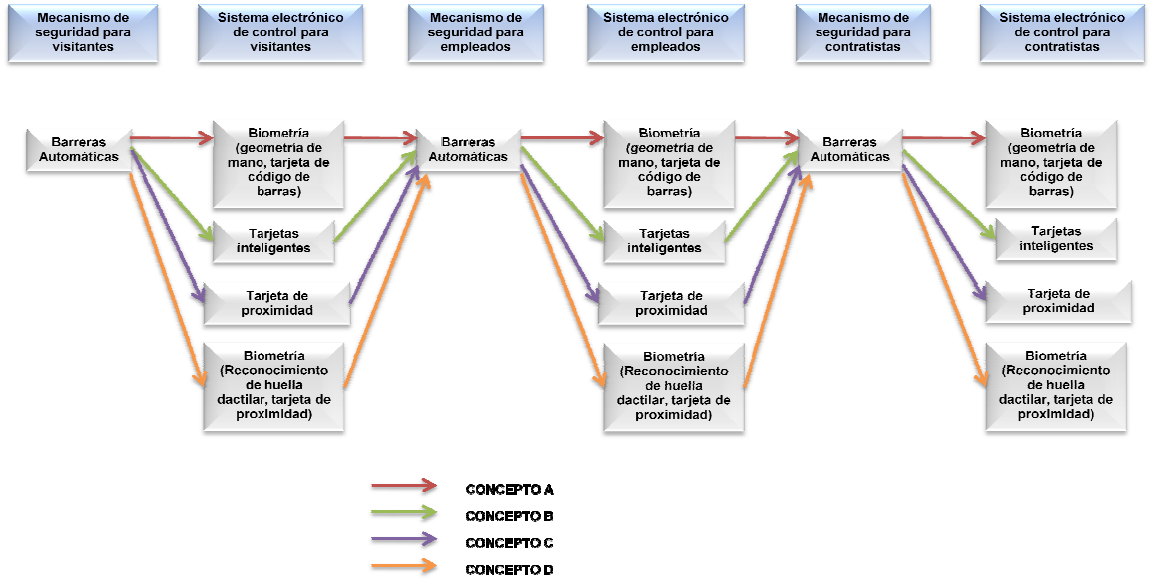 Mecanismo de
seguridad para
visitantes
Sistema electrónico
de control para
visitantes
Mecanismo de
seguridad para
empleados
Sistema electrónico
de control para
empleados
Mecanismo de
seguridad para
contratistas
Sistema electrónico
de control para
contratistas
Barreras
Automáticas
Biometría
(geometría de
mano, tarjeta de
código de
barras)
Barreras
Automáticas
Biometría
(geometría de
mano, tarjeta de
código de
barras)
Barreras
Automáticas
Biometría
(geometría de
mano, tarjeta de
código de
barras)
Tarjetas
inteligentes
Tarjetas
inteligentes
Tarjetas
inteligentes
Tarjeta de
proximidad
Tarjeta de
proximidad
Tarjeta de
proximidad
Biometría
(Reconocimiento
de huella
dactilar, tarjeta de
proximidad)
Biometría
(Reconocimiento
de huella
dactilar, tarjeta de
proximidad)
Biometría
(Reconocimiento
de huella
dactilar, tarjeta de
proximidad)
CONCEPTO A
CONCEPTO B
CONCEPTO C
CONCEPTO D